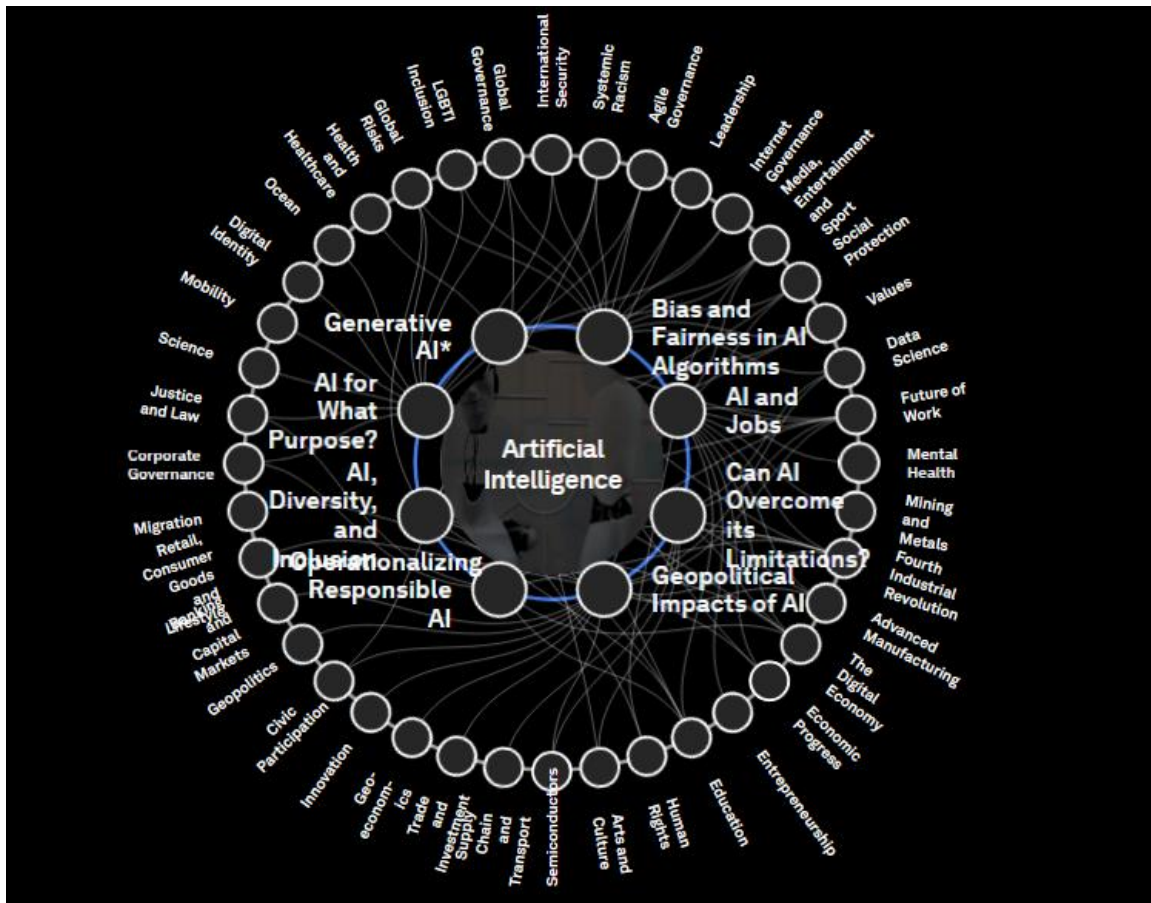 Artificial
Intelligence
Generative
AI*
Bias and
Fairness in AI
Algorithms
AI and
Jobs
Can AI
Overcome
its
Limitations?
Geopolitical
Impacts of AI
Operationalizing
Responsible
AI
AI,
Diversity,
and
Inclusion
AI for
What
Purpose?
International
Security
Systemic
Racism
Agile
Governance
Leadership
Internet
Governance
Media,
Entertainment
and
Sport
Social
Protection
Values
Data
Science
Future of
Work
Mental
Health
Mining
and
Metals
Fourth
Industrial
Revolution
Advanced
Manufacturing
The
Digital
Economy
Economic
Progress
Entrepreneurship
Education
Human
Rights
Arts and
Culture
Semiconductors
Supply
Chain
and
Transport
Trade
and
Investment
Geo-
econom-
ics
Innovation
Civic
Participation
Geopolitics
Banking
and
Capital
Markets
Retail,
Consumer
Goods
and
Lifestyle
Migration
Corporate
Governance
Justice
and Law
Science
Mobility
Digital
Identity
Ocean
Health
and
Healthcare
Global
Risks
LGBTI
Inclusion
Global
Governance